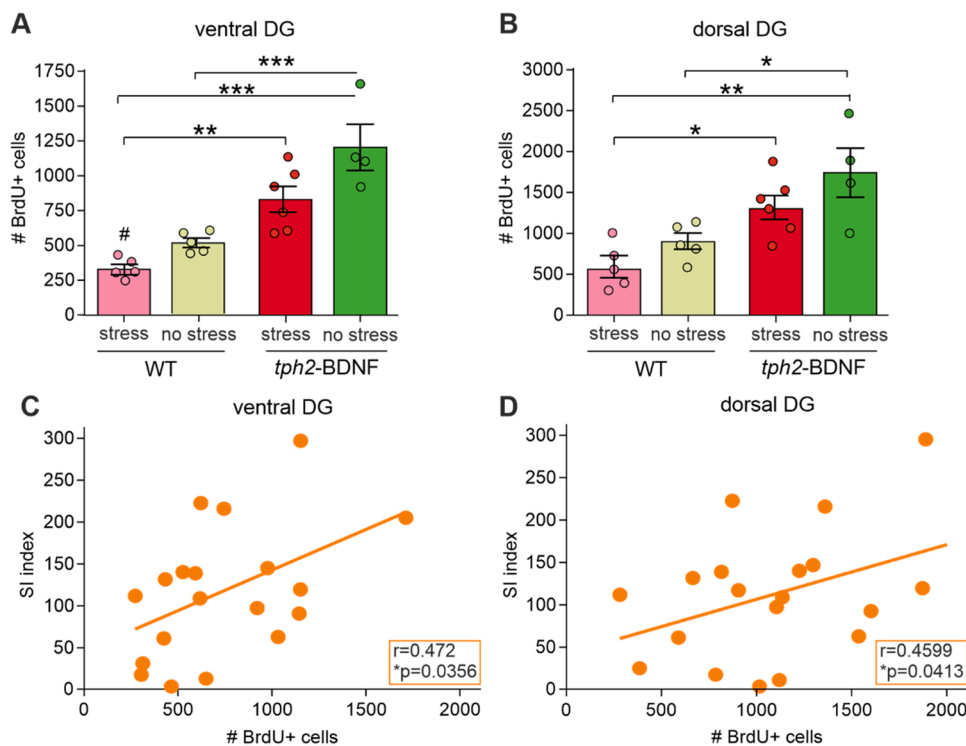 A
ventral DG
# BrdU+ cells
1750
1500
1250
1000
750
500
250
0
***
***
**
#
stress
no stress
stress
no stress
WT
tph2-BDNF
B
dorsal DG
# BrdU+ cells
3000
2500
2000
1500
1000
500
0
*
**
*
stress
no stress
stress
no stress
WT
tph2-BDNF
C
ventral DG
SI index
300
250
200
150
100
50
0
r=0.472
*p=0.0356
0
500
1000
1500
2000
# BrdU+ cells
D
dorsal DG
SI index
300
250
200
150
100
50
0
r=0.4599
*p=0.0413
0
500
1000
1500
2000
# BrdU+ cells